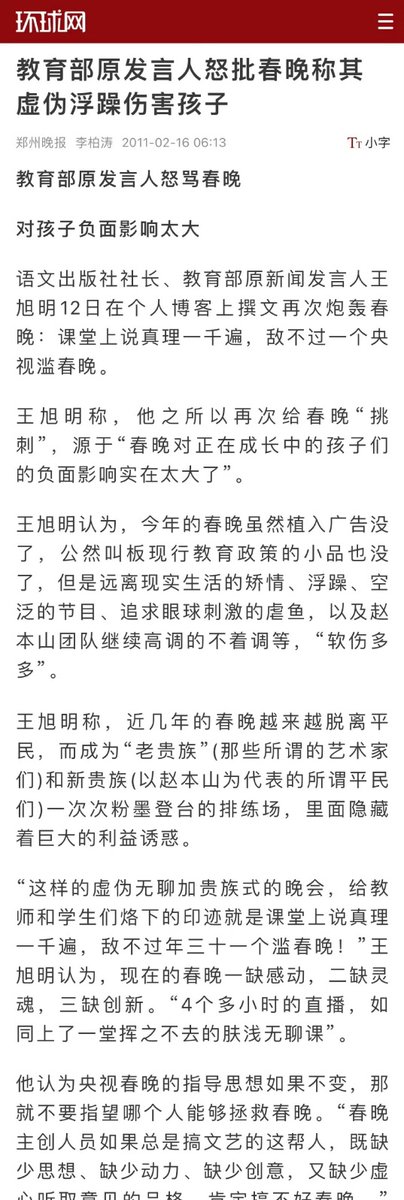 环球网
教育部原发言人怒批春晚称其
虚伪浮躁伤害孩子
郑州晚报 李柏涛 2011-02-16 06:13
TT 小字
教育部原发言人怒骂春晚
对孩子负面影响太大
语文出版社社长、教育部原新闻发言人王
旭明12日在个人博客上撰文再次炮轰春
晚：课堂上说真理一千遍，敌不过一个央
视滥春晚。
王旭明称，他之所以再次给春晚“挑
刺”，源于“春晚对正在成长中的孩子们
的负面影响实在太大了”。
王旭明认为，今年的春晚虽然植入广告没
了，公然叫板现行教育政策的小品也没
了，但是远离现实生活的矫情、浮躁、空
泛的节目、追求眼球刺激的虐鱼，以及赵
本山团队继续高调的不着调等，“软伤多
多”。
王旭明称，近几年的春晚越来越脱离平
民，而成为“老贵族”(那些所谓的艺术家
们)和新贵族(以赵本山为代表的所谓平民
们)一次次粉墨登台的排练场，里面隐藏
着巨大的利益诱惑。
“这样的虚伪无聊加贵族式的晚会，给教
师和学生们烙下的印迹就是课堂上说真理
一千遍，敌不过年三十一个滥春晚！”王
旭明认为，现在的春晚一缺感动，二缺灵
魂，三缺创新。“4个多小时的直播，如
同上了一堂挥之不去的肤浅无聊课”。
他认为央视春晚的指导思想如果不变，那
就不要指望哪个人能够拯救春晚。“春晚
主创人员如果总是搞文艺的这帮人，既缺
少思想、缺少动力、缺少创意，又缺少虚
心听取意见的品格，肯定搞不好春晚。”